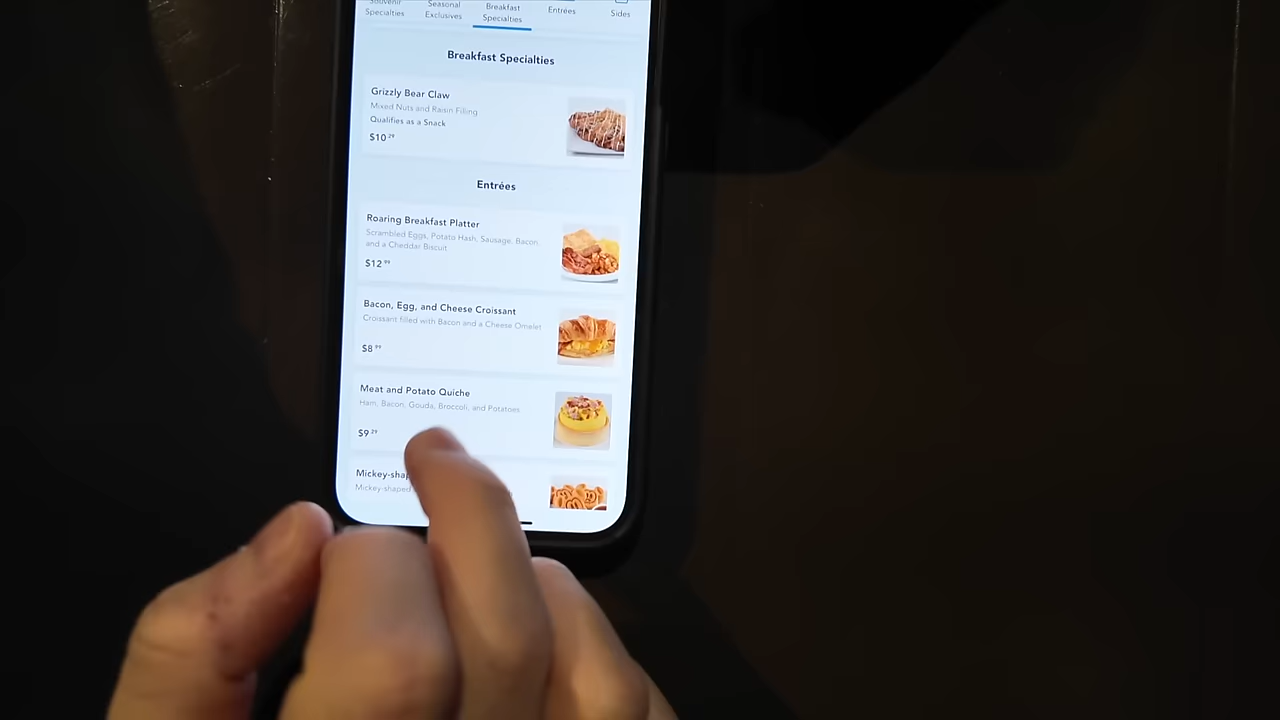 Souvenir
Specialties
Seasonal
Exclusives
Breakfast
Specialties
Entrées
Sides
Breakfast Specialties
Grizzly Bear Claw
Mixed Nuts and Raisin Filling
Qualifies as a Snack
$10 29
Entrées
Roaring Breakfast Platter
Scrambled Eggs, Potato Hash, Sausage, Bacon,
and a Cheddar Biscuit
$12 99
Bacon, Egg, and Cheese Croissant
Croissant filled with Bacon and a Cheese Omelet
$8 99
Meat and Potato Quiche
Ham, Bacon, Gouda, Broccoli, and Potatoes
$9 29
Mickey-shap
Mickey-shaped